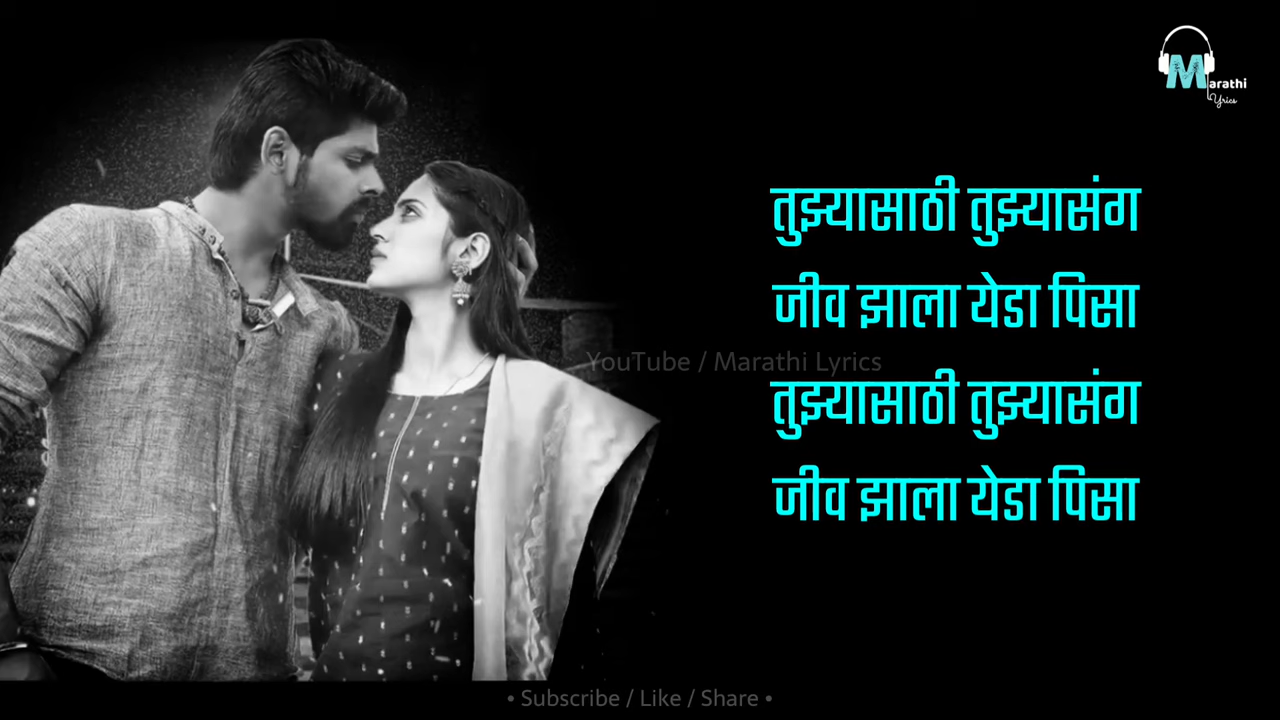 Marathi
Lyrics
तुझ्यासाठी तुझ्यासंग
जीव झाला येडा पिसा
YouTube / Marathi Lyrics
तुझ्यासाठी तुझ्यासंग
जीव झाला येडा पिसा
• Subscribe / Like / Share •